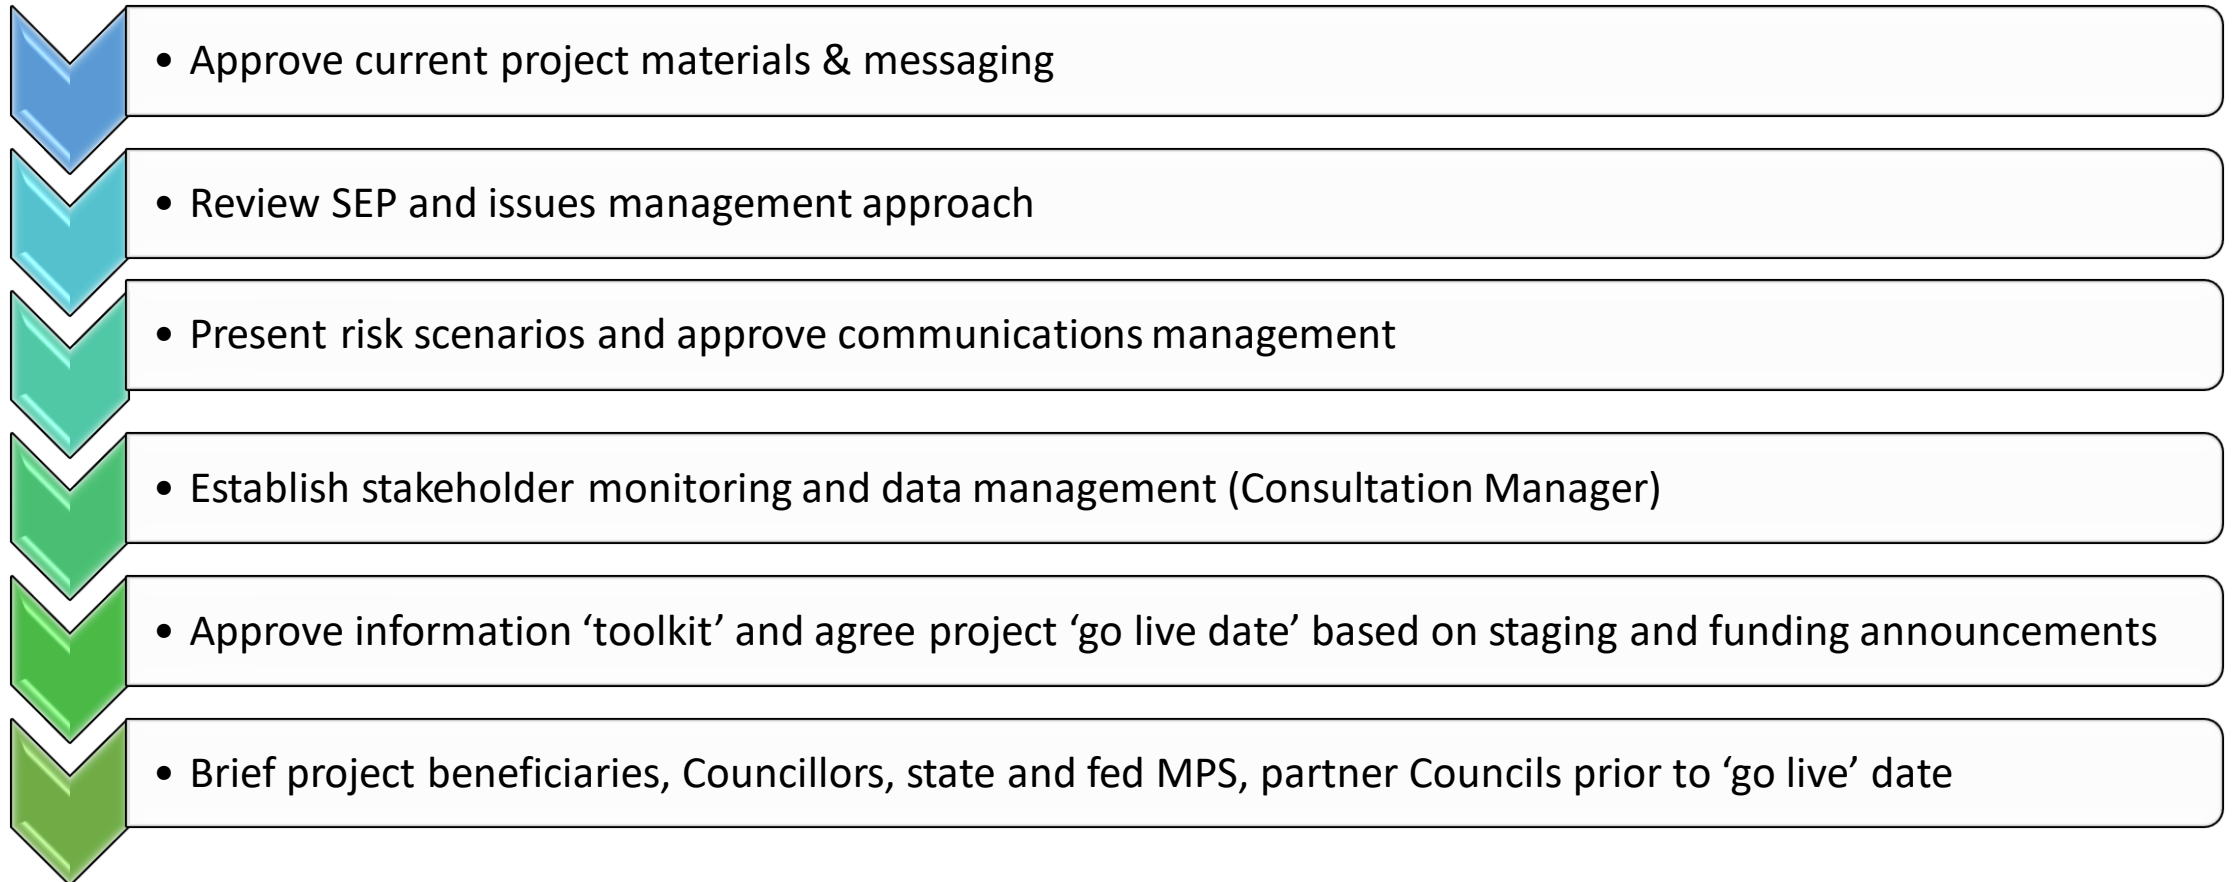 • Approve current project materials & messaging
• Review SEP and issues management approach
• Present risk scenarios and approve communications management
• Establish stakeholder monitoring and data management (Consultation Manager)
• Approve information ‘toolkit’ and agree project ‘go live date’ based on staging and funding announcements
• Brief project beneficiaries, Councillors, state and fed MPS, partner Councils prior to ‘go live’ date